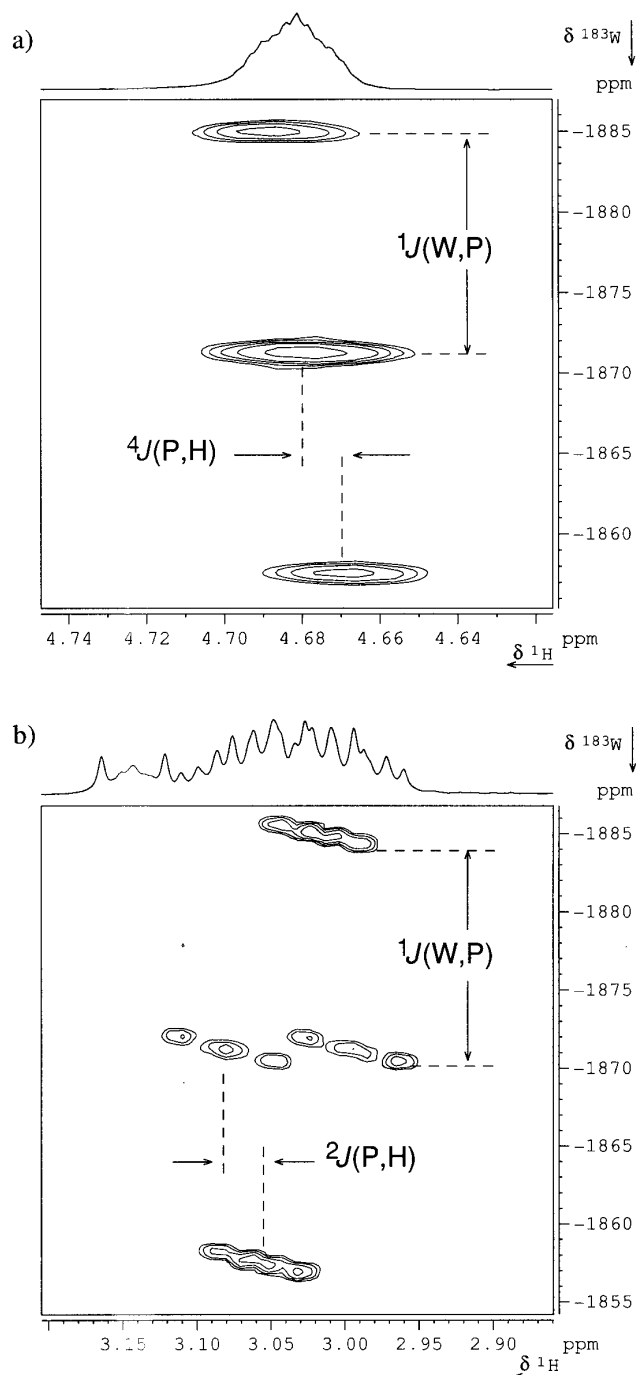 a)
δ ¹⁸³W
ppm
-1885
-1880
¹J(W,P)
-1875
-1870
⁴J(P,H)
-1865
-1860
4.74 4.72 4.70 4.68 4.66 4.64 ppm
δ ¹H
b)
δ ¹⁸³W
ppm
-1885
-1880
¹J(W,P)
-1875
-1870
²J(P,H)
-1865
-1860
-1855
3.15 3.10 3.05 3.00 2.95 2.90 ppm
δ ¹H